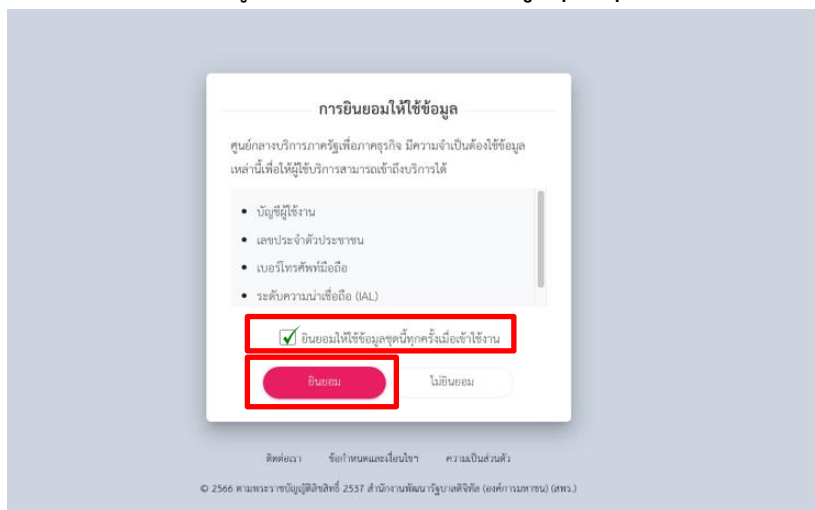 การยินยอมให้ใช้ข้อมูล
ศูนย์กลางบริการภาครัฐเพื่อภาคธุรกิจ มีความจำเป็นต้องใช้ข้อมูล
เหล่านี้เพื่อให้ผู้ใช้บริการสามารถเข้าถึงบริการได้
บัญชีผู้ใช้งาน
เลขประจำตัวประชาชน
เบอร์โทรศัพท์มือถือ
ระดับความน่าเชื่อถือ (IAL)
ยินยอมให้ใช้ข้อมูลชุดนี้ทุกครั้งเมื่อเข้าใช้งาน
ยินยอม ไม่ยินยอม
ติดต่อเรา ข้อกำหนดและเงื่อนไขฯ ความเป็นส่วนตัว
© 2566 ตามพระราชบัญญัติลิขสิทธิ์ 2537 สำนักงานพัฒนารัฐบาลดิจิทัล (องค์การมหาชน) (สพร.)